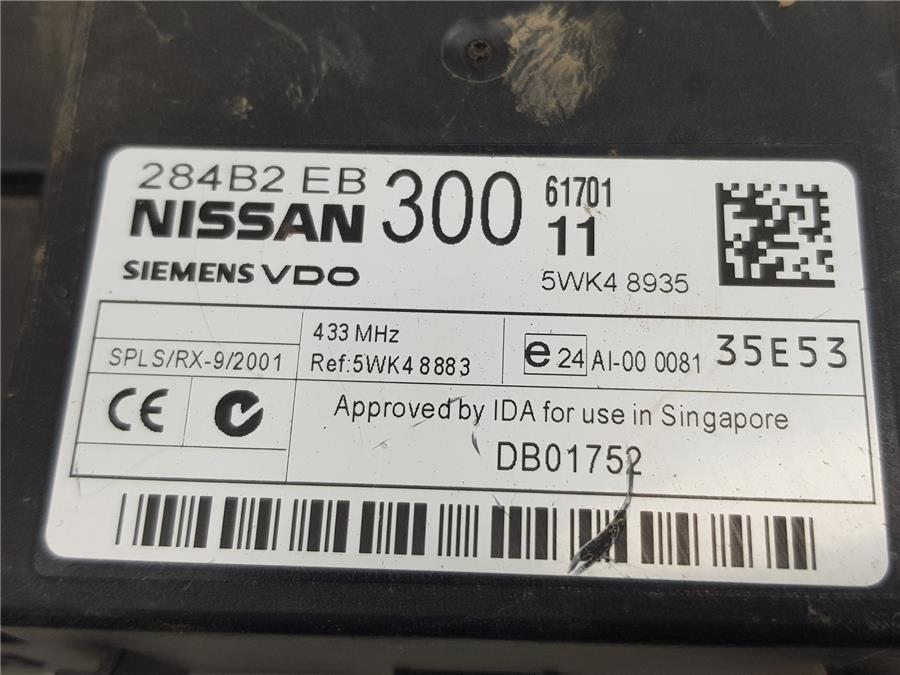 284B2 EB 300 61701
NISSAN 11
SIEMENS VDO 5WK4 8935
433 MHz
SPLS/RX-9/2001 Ref:5WK4 8883 e 24 AI-00 0081 35E53
CE
Approved by IDA for use in Singapore
DB01752